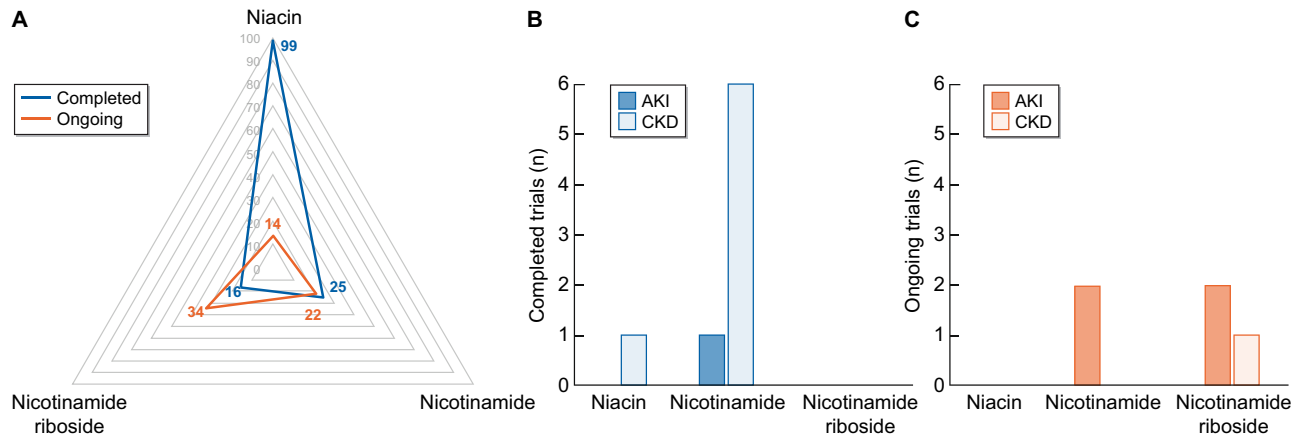 A
Niacin
100
99
90
80
70
60
50
40
30
20
10
0
Completed
Ongoing
14
16
25
34
22
Nicotinamide
riboside
Nicotinamide
B
Completed trials (n)
6
5
4
3
2
1
0
AKI
CKD
Niacin
Nicotinamide
Nicotinamide
riboside
C
Ongoing trials (n)
6
5
4
3
2
1
0
AKI
CKD
Niacin
Nicotinamide
Nicotinamide
riboside